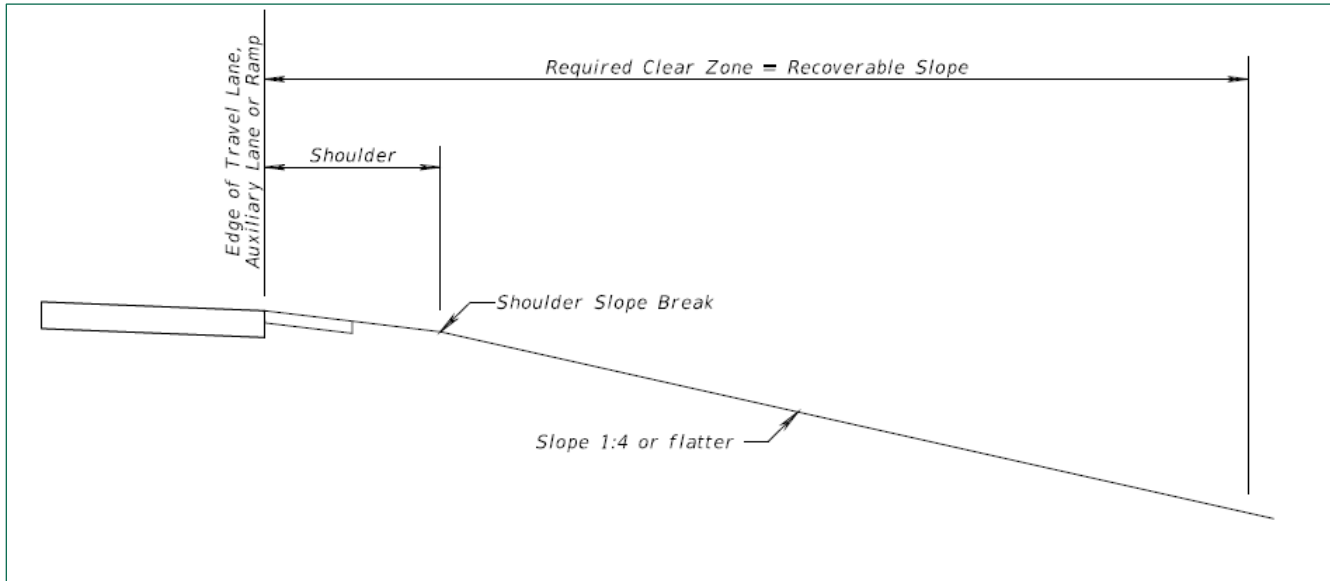 Edge of Travel Lane,
Auxiliary Lane or Ramp
Required Clear Zone = Recoverable Slope
Shoulder
Shoulder Slope Break
Slope 1:4 or flatter